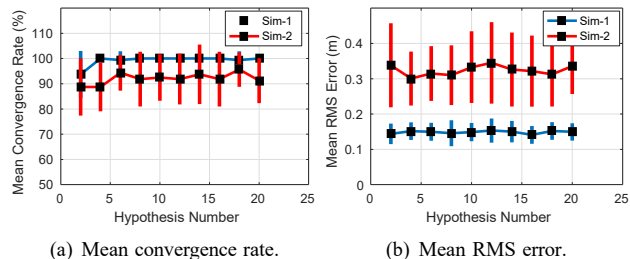 Mean Convergence Rate (%)
110
100
90
80
70
60
50
0
5
10
15
20
25
Hypothesis Number
Sim-1
Sim-2
(a) Mean convergence rate.
Mean RMS Error (m)
0.4
0.3
0.2
0.1
0
0
5
10
15
20
25
Hypothesis Number
Sim-1
Sim-2
(b) Mean RMS error.